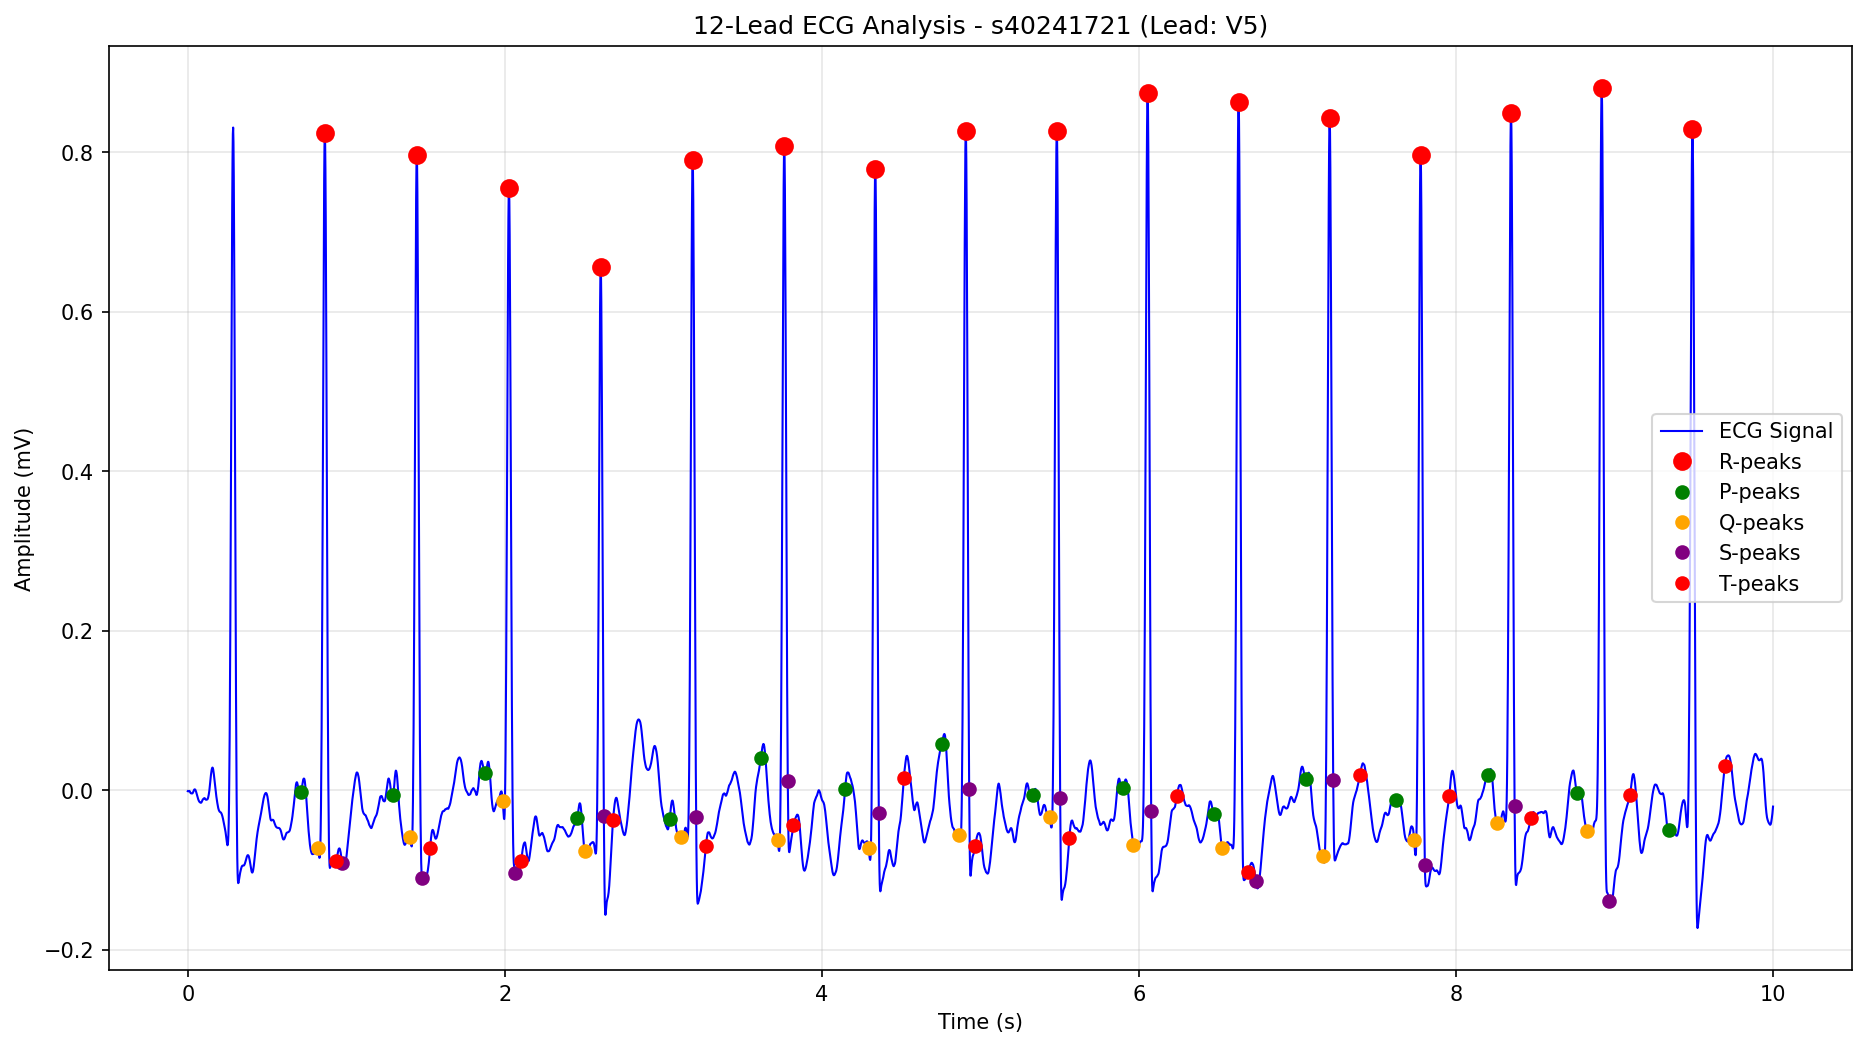 12-Lead ECG Analysis - s40241721 (Lead: V5)
Amplitude (mV)
0.8
0.6
0.4
0.2
0.0
−0.2
0
2
4
6
8
10
Time (s)
ECG Signal
R-peaks
P-peaks
Q-peaks
S-peaks
T-peaks